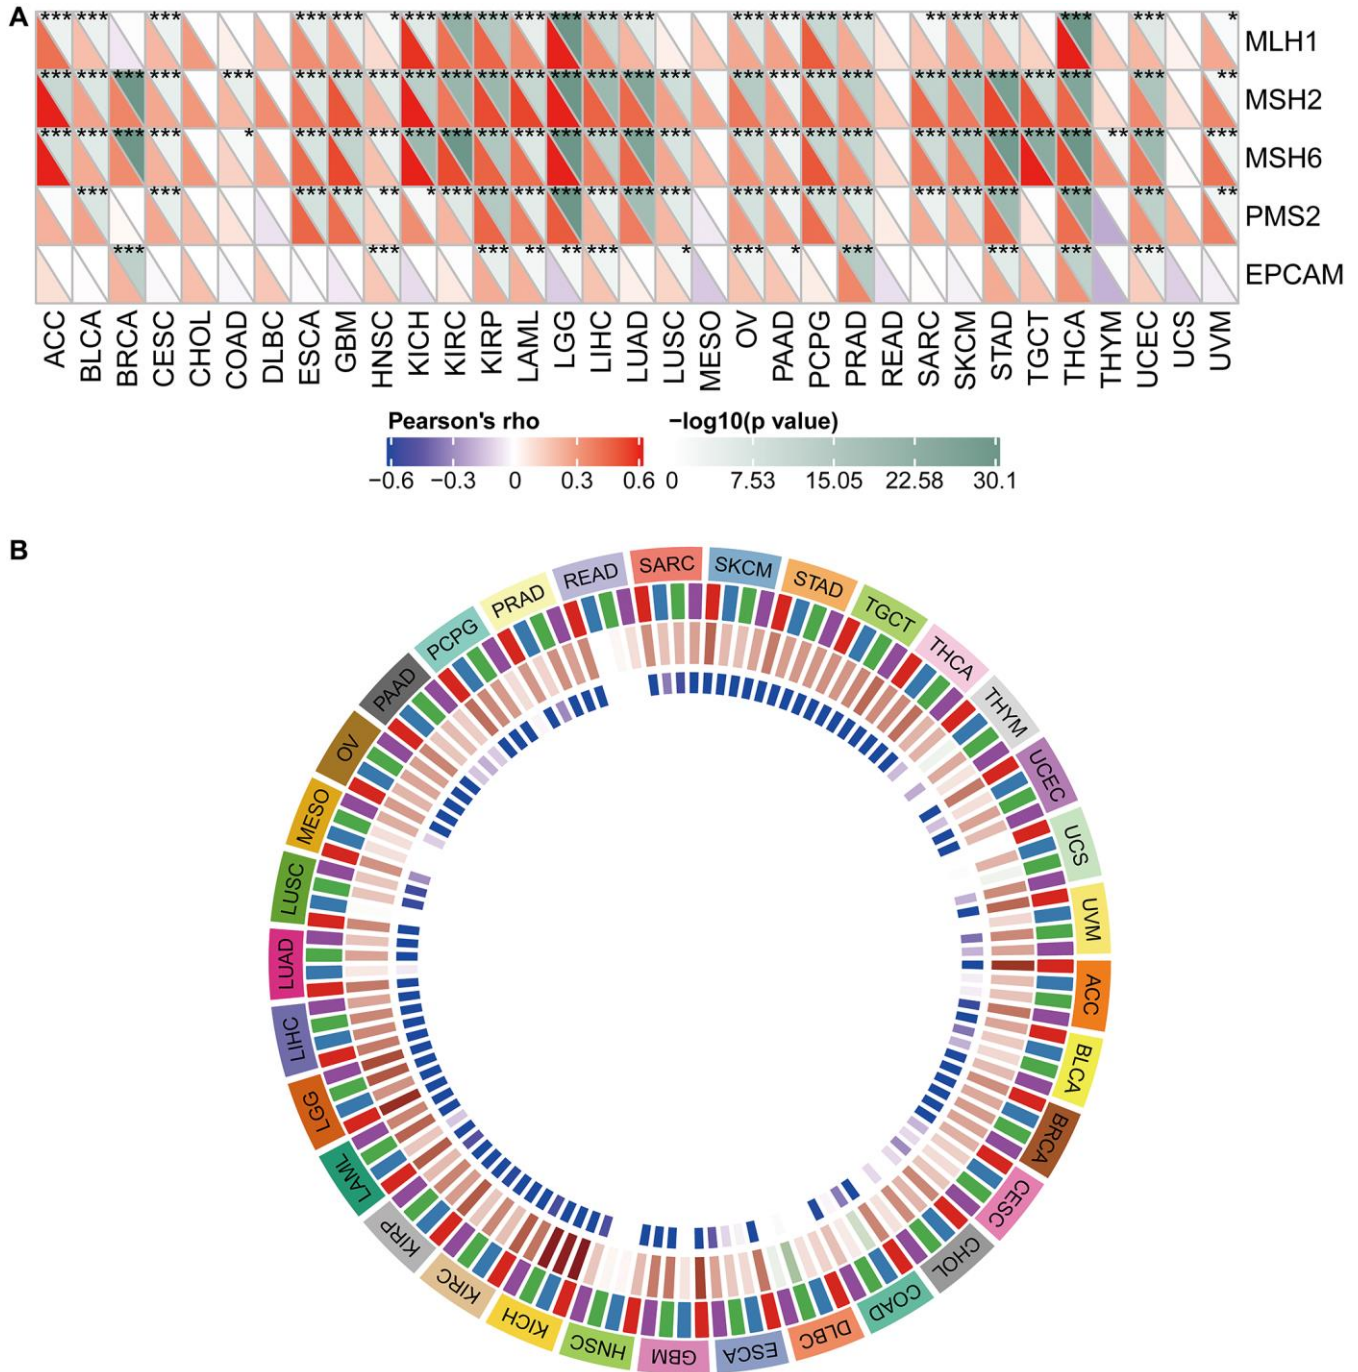 A
*** *** *** *** *** * *** *** *** *** *** *** *** *** *** *** *** ** *** *** *** *** * MLH1
*** *** *** *** *** *** *** *** *** *** *** *** *** *** *** *** *** *** *** *** *** *** *** *** *** *** ** MSH2
*** *** *** *** * *** *** *** *** *** *** *** *** *** *** *** *** *** *** *** *** *** *** *** *** ** *** *** MSH6
*** *** *** *** ** * *** *** *** *** *** *** *** *** *** *** *** *** *** *** *** *** ** PMS2
*** *** *** ** ** *** * *** * *** *** *** *** EPCAM
ACC BLCA BRCA CESC CHOL COAD DLBC ESCA GBM HNSC KICH KIRC KIRP LAML LGG LIHC LUAD LUSC MESO OV PAAD PCPG PRAD READ SARC SKCM STAD TGCT THCA THYM UCEC UCS UVM
Pearson's rho
−0.6 −0.3 0 0.3 0.6
−log10(p value)
0 7.53 15.05 22.58 30.1
B
ACC
BLCA
BRCA
CESC
CHOL
COAD
DLBC
ESCA
GBM
HNSC
KICH
KIRC
KIRP
LAML
LGG
LIHC
LUAD
LUSC
MESO
OV
PAAD
PCPG
PRAD
READ
SARC
SKCM
STAD
TGCT
THCA
THYM
UCEC
UCS
UVM